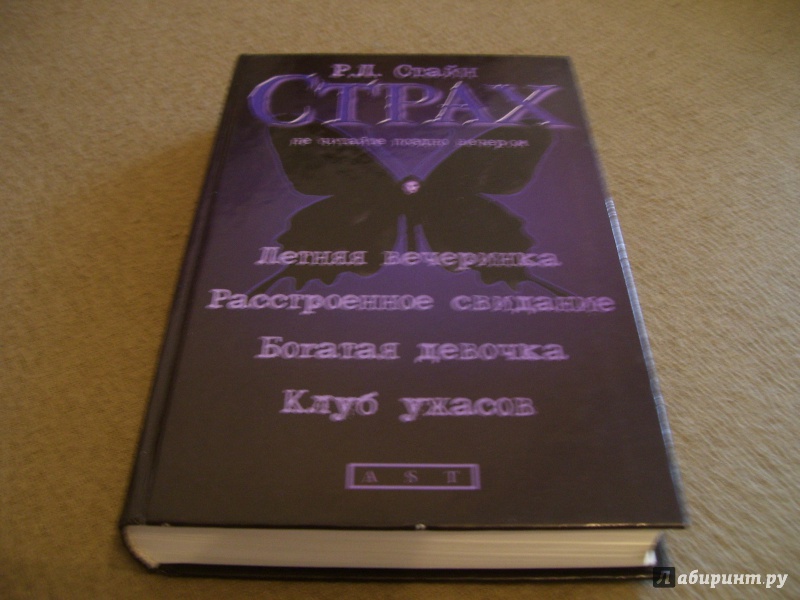 Р.Л. Стайн
СТРАХ
не читайте поздно вечером
Летняя вечеринка
Расстроенное свидание
Богатая девочка
Клуб ужасов
AST
Лабиринт.ру